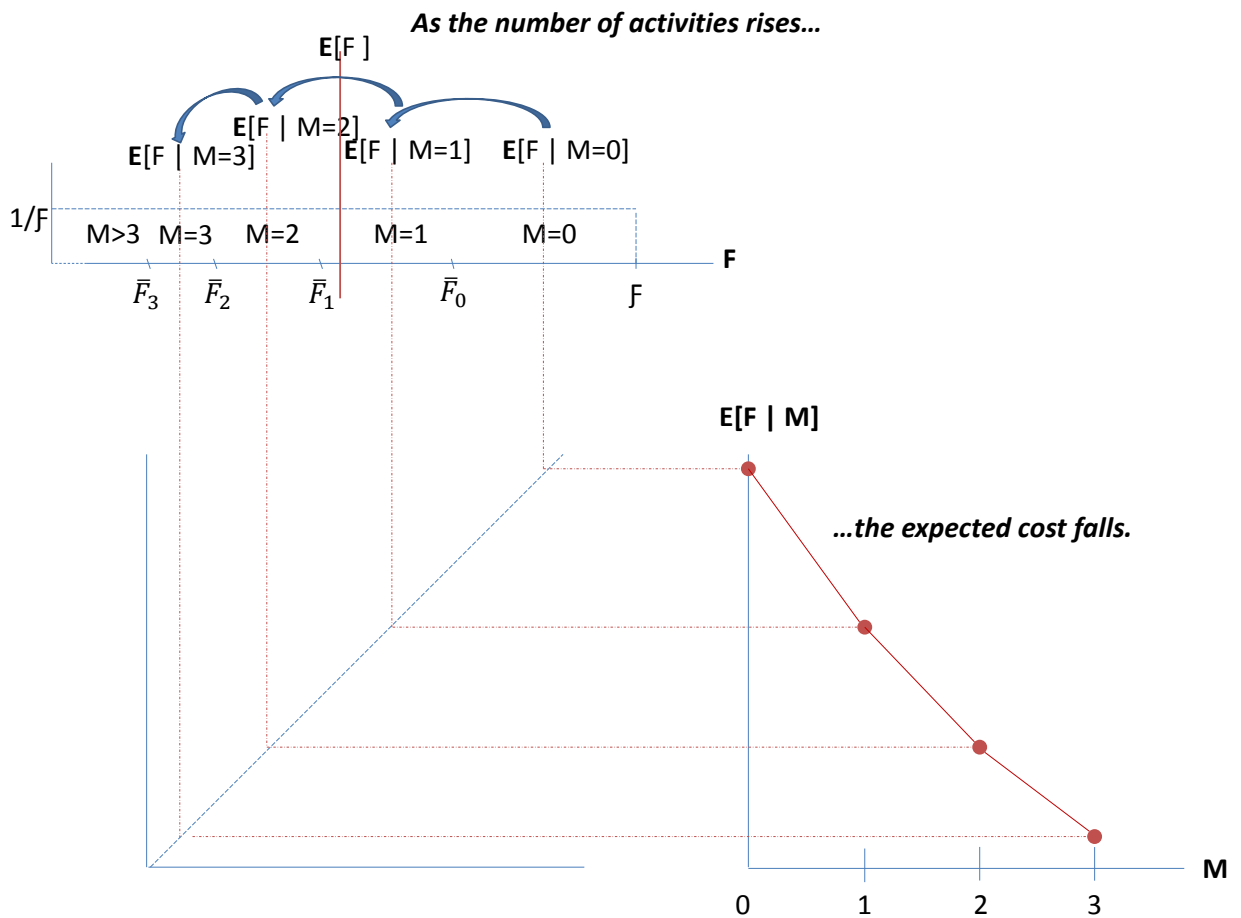 As the number of activities rises…
E[F ]
E[F | M=2]
E[F | M=3]
E[F | M=1]
E[F | M=0]
1/Ƒ
M>3
M=3
M=2
M=1
M=0
F
F̅₃
F̅₂
F̅₁
F̅₀
Ƒ
E[F | M]
…the expected cost falls.
M
0
1
2
3